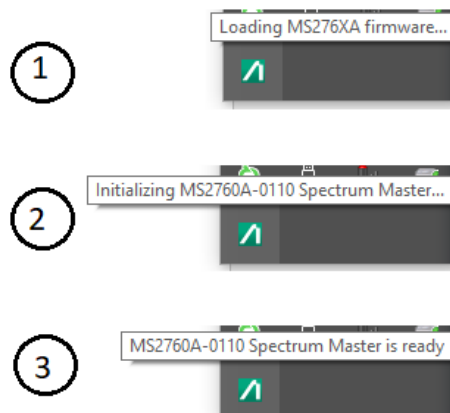 1
Loading MS276XA firmware...
2
Initializing MS2760A-0110 Spectrum Master...
3
MS2760A-0110 Spectrum Master is ready